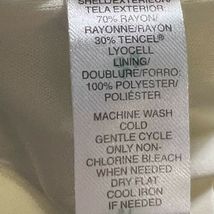 SHELL/EXTERIEUR/
TELA EXTERIOR:
70% RAYON/
RAYONNE/RAYON
30% TENCEL®
LYOCELL
LINING/
DOUBLURE/FORRO:
100% POLYESTER/
POLIÉSTER
MACHINE WASH
COLD
GENTLE CYCLE
ONLY NON-
CHLORINE BLEACH
WHEN NEEDED
DRY FLAT
COOL IRON
IF NEEDED